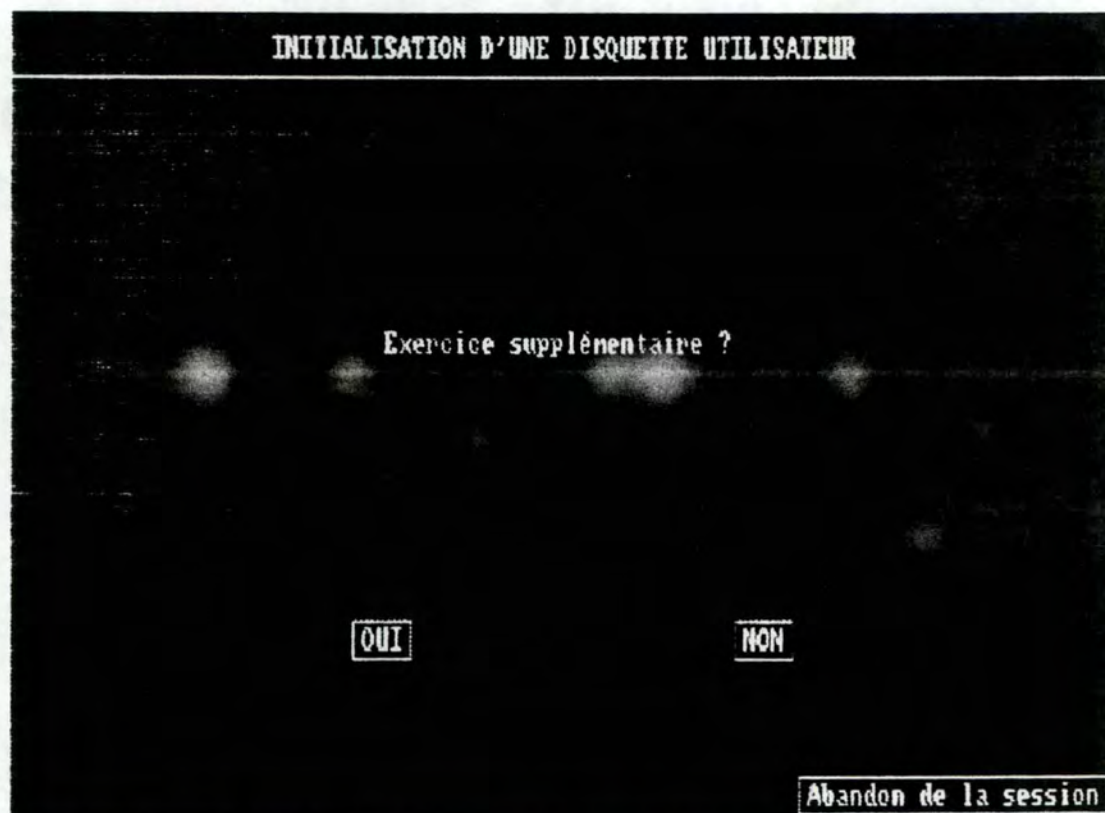 INITIALISATION D'UNE DISQUETTE UTILISATEUR
Exercice supplémentaire ?
OUI NON
Abandon de la session